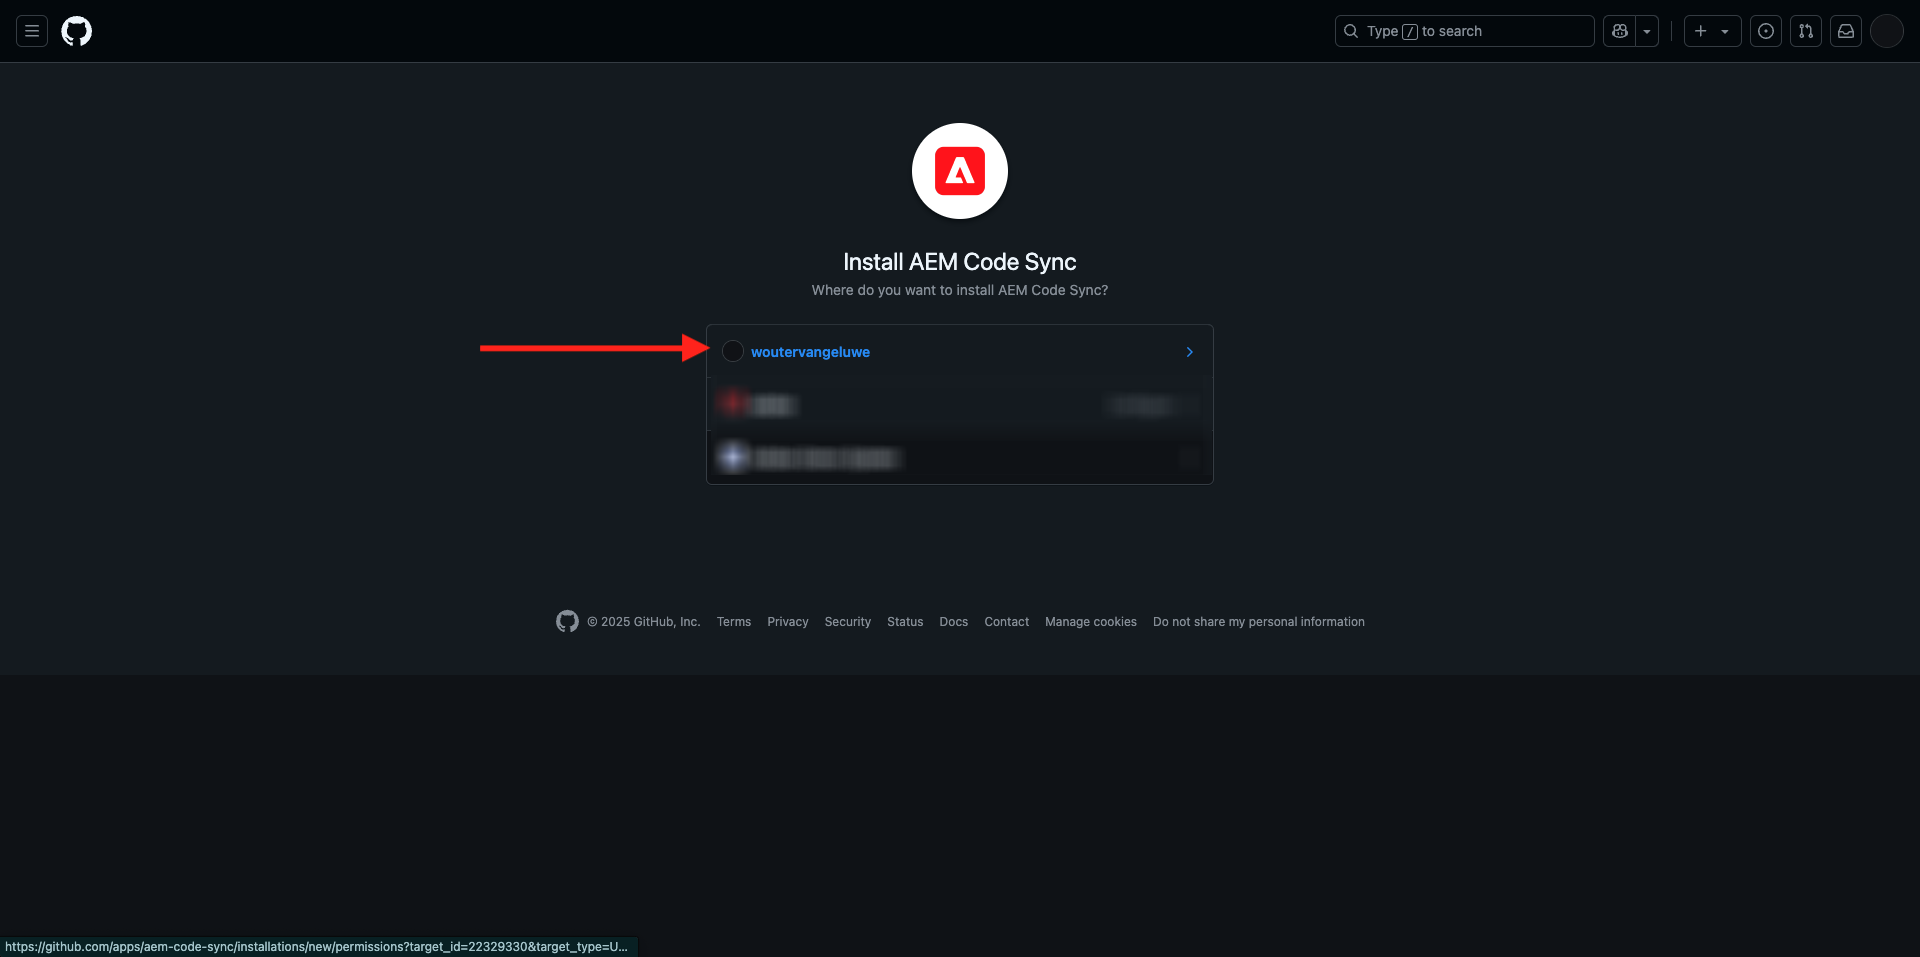 Type / to search
Install AEM Code Sync
Where do you want to install AEM Code Sync?
woutervangeluwe
© 2025 GitHub, Inc. Terms Privacy Security Status Docs Contact Manage cookies Do not share my personal information
https://github.com/apps/aem-code-sync/installations/new/permissions?target_id=22329330&target_type=U...